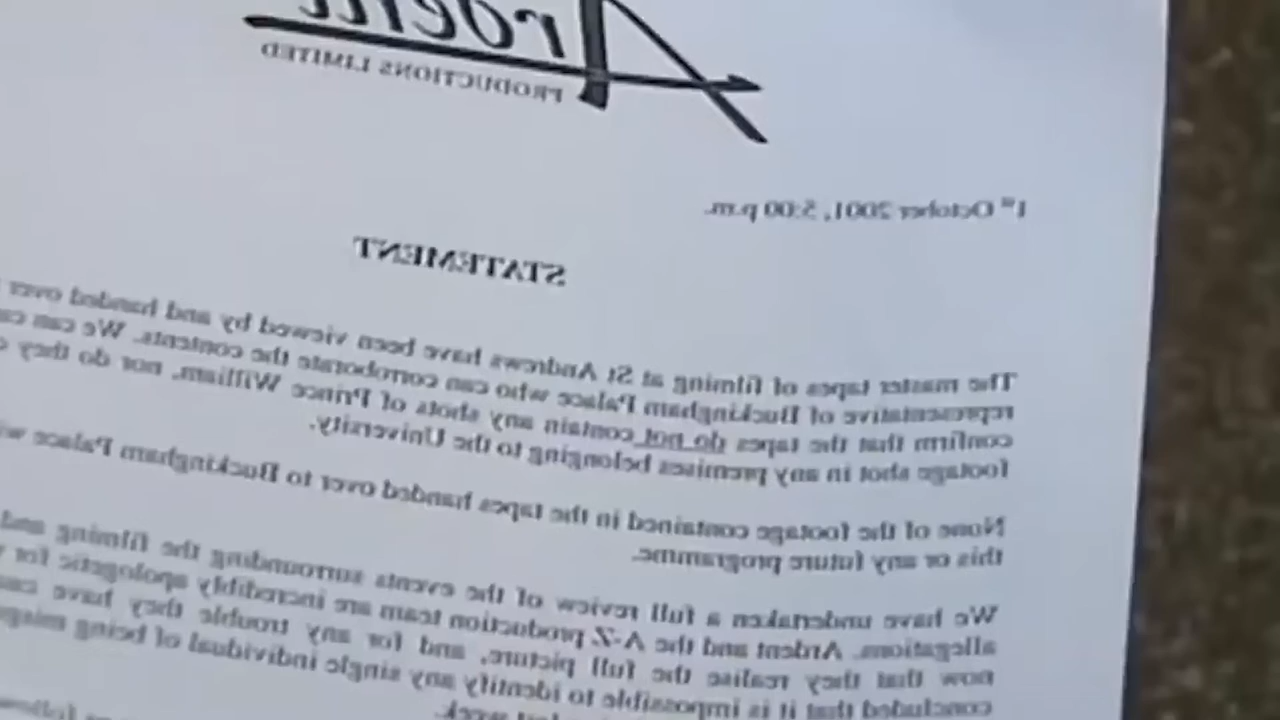 Ardent
PRODUCTIONS LIMITED
1st October 2001, 5:00 p.m.
STATEMENT
The master tapes of filming at St Andrews have been viewed by and handed over
representative of Buckingham Palace who can corroborate the contents. We can
confirm that the tapes do not contain any shots of Prince William, nor do they
footage shot in any premises belonging to the University.
None of the footage contained in the tapes handed over to Buckingham Palace
this or any future programme.
We have undertaken a full review of the events surrounding the filming and
allegations. Ardent and the A-Z production team are incredibly apologetic for
now that they realise the full picture, and for any trouble they have
concluded that it is impossible to identify any single individual of being
week.